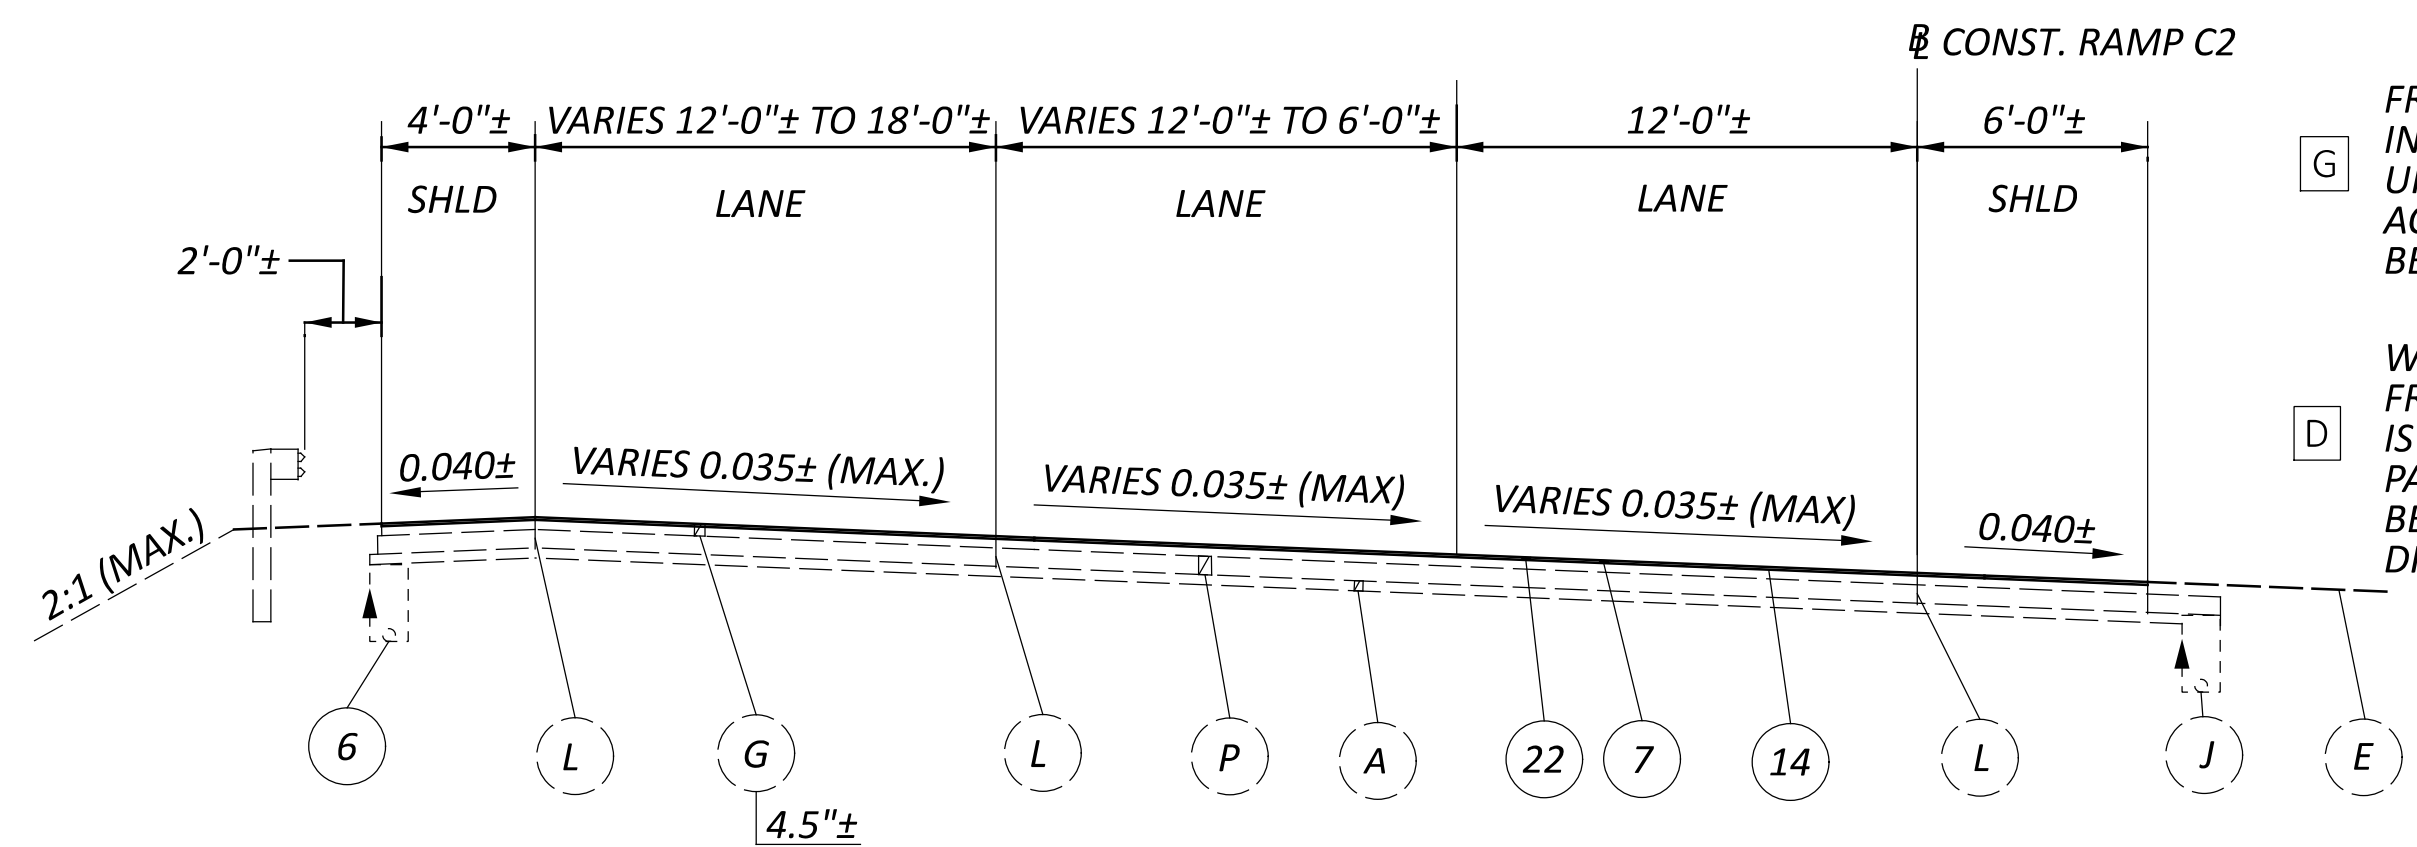 B̶L CONST. RAMP C2
4'-0"±
VARIES 12'-0"± TO 18'-0"±
VARIES 12'-0"± TO 6'-0"±
12'-0"±
6'-0"±
SHLD
LANE
LANE
LANE
SHLD
2'-0"±
0.040±
VARIES 0.035± (MAX.)
VARIES 0.035± (MAX)
VARIES 0.035± (MAX)
0.040±
2:1 (MAX.)
6
L
G
L
P
A
22
7
14
L
J
E
4.5"±
G
D
IS